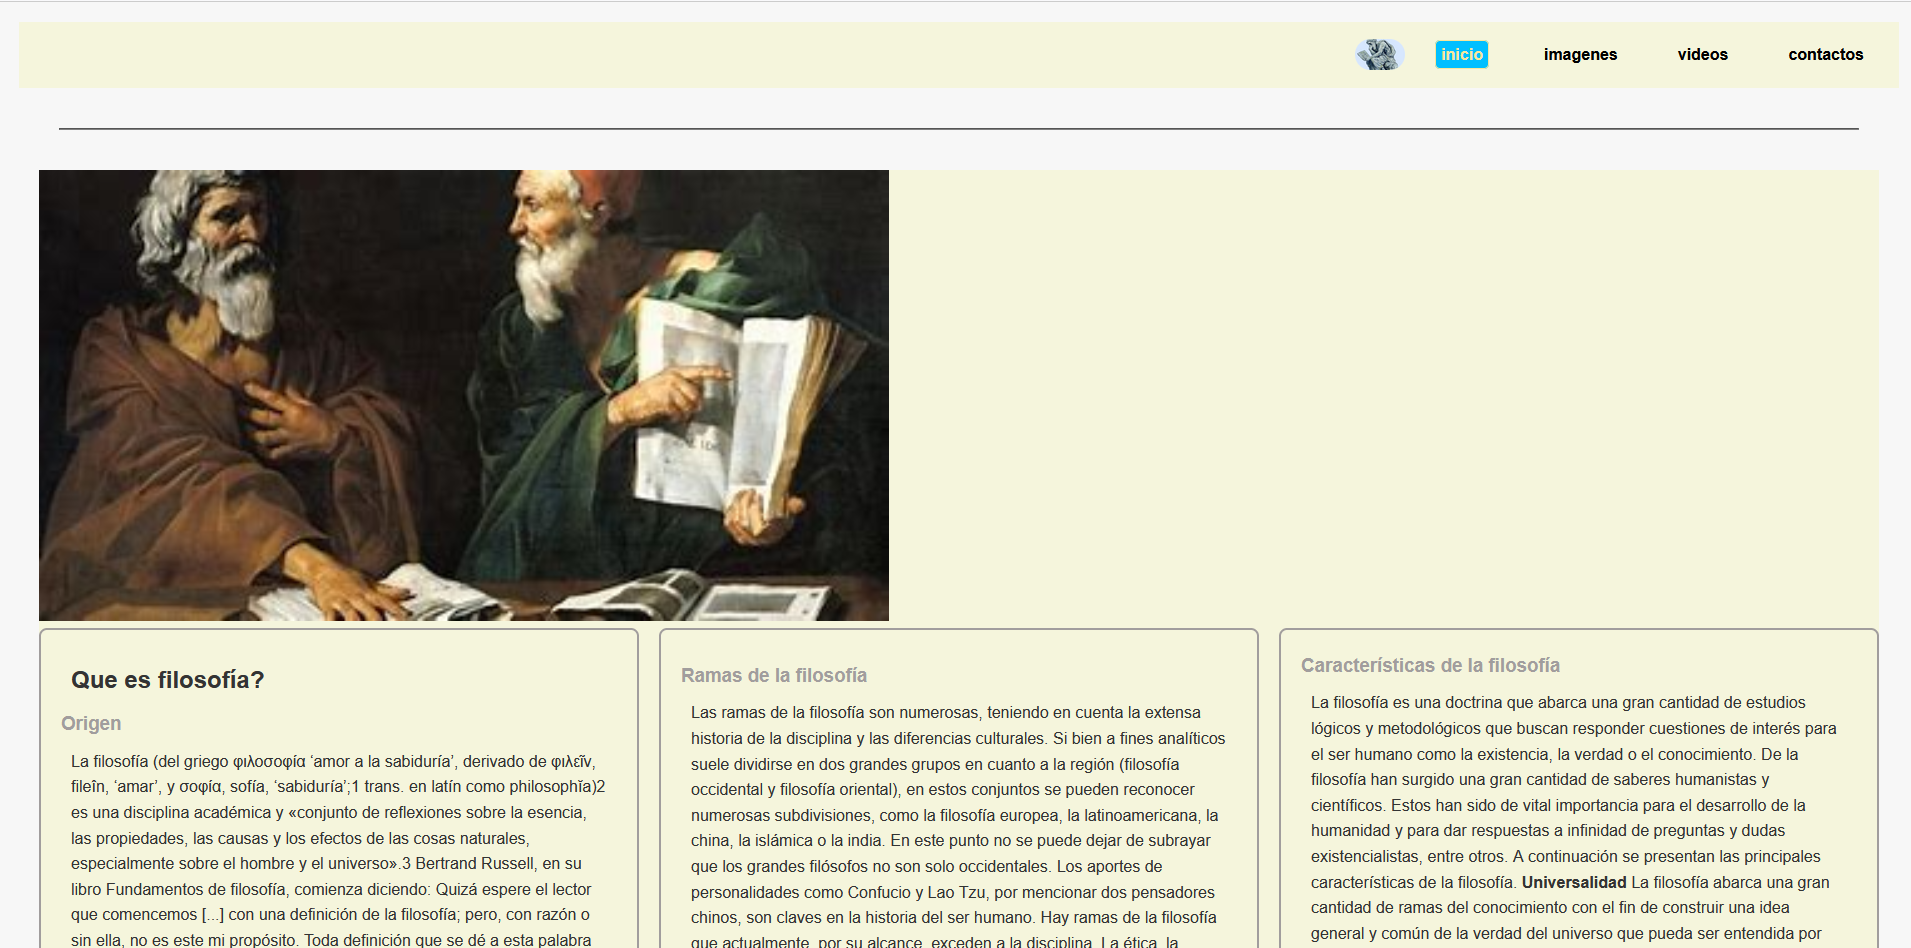 inicio
imagenes
videos
contactos
Que es filosofía?
Origen
La filosofía (del griego φιλοσοφία ‘amor a la sabiduría’, derivado de φιλεῖν,
fileîn, ‘amar’, y σοφία, sofía, ‘sabiduría’;1 trans. en latín como philosophĭa)2
es una disciplina académica y «conjunto de reflexiones sobre la esencia,
las propiedades, las causas y los efectos de las cosas naturales,
especialmente sobre el hombre y el universo».3 Bertrand Russell, en su
libro Fundamentos de filosofía, comienza diciendo: Quizá espere el lector
que comencemos [...] con una definición de la filosofía; pero, con razón o
sin ella, no es este mi propósito. Toda definición que se dé a esta palabra
Ramas de la filosofía
Las ramas de la filosofía son numerosas, teniendo en cuenta la extensa
historia de la disciplina y las diferencias culturales. Si bien a fines analíticos
suele dividirse en dos grandes grupos en cuanto a la región (filosofía
occidental y filosofía oriental), en estos conjuntos se pueden reconocer
numerosas subdivisiones, como la filosofía europea, la latinoamericana, la
china, la islámica o la india. En este punto no se puede dejar de subrayar
que los grandes filósofos no son solo occidentales. Los aportes de
personalidades como Confucio y Lao Tzu, por mencionar dos pensadores
chinos, son claves en la historia del ser humano. Hay ramas de la filosofía
que actualmente, por su alcance, exceden a la disciplina. La ética, la
Características de la filosofía
La filosofía es una doctrina que abarca una gran cantidad de estudios
lógicos y metodológicos que buscan responder cuestiones de interés para
el ser humano como la existencia, la verdad o el conocimiento. De la
filosofía han surgido una gran cantidad de saberes humanistas y
científicos. Estos han sido de vital importancia para el desarrollo de la
humanidad y para dar respuestas a infinidad de preguntas y dudas
existencialistas, entre otros. A continuación se presentan las principales
características de la filosofía. Universalidad La filosofía abarca una gran
cantidad de ramas del conocimiento con el fin de construir una idea
general y común de la verdad del universo que pueda ser entendida por